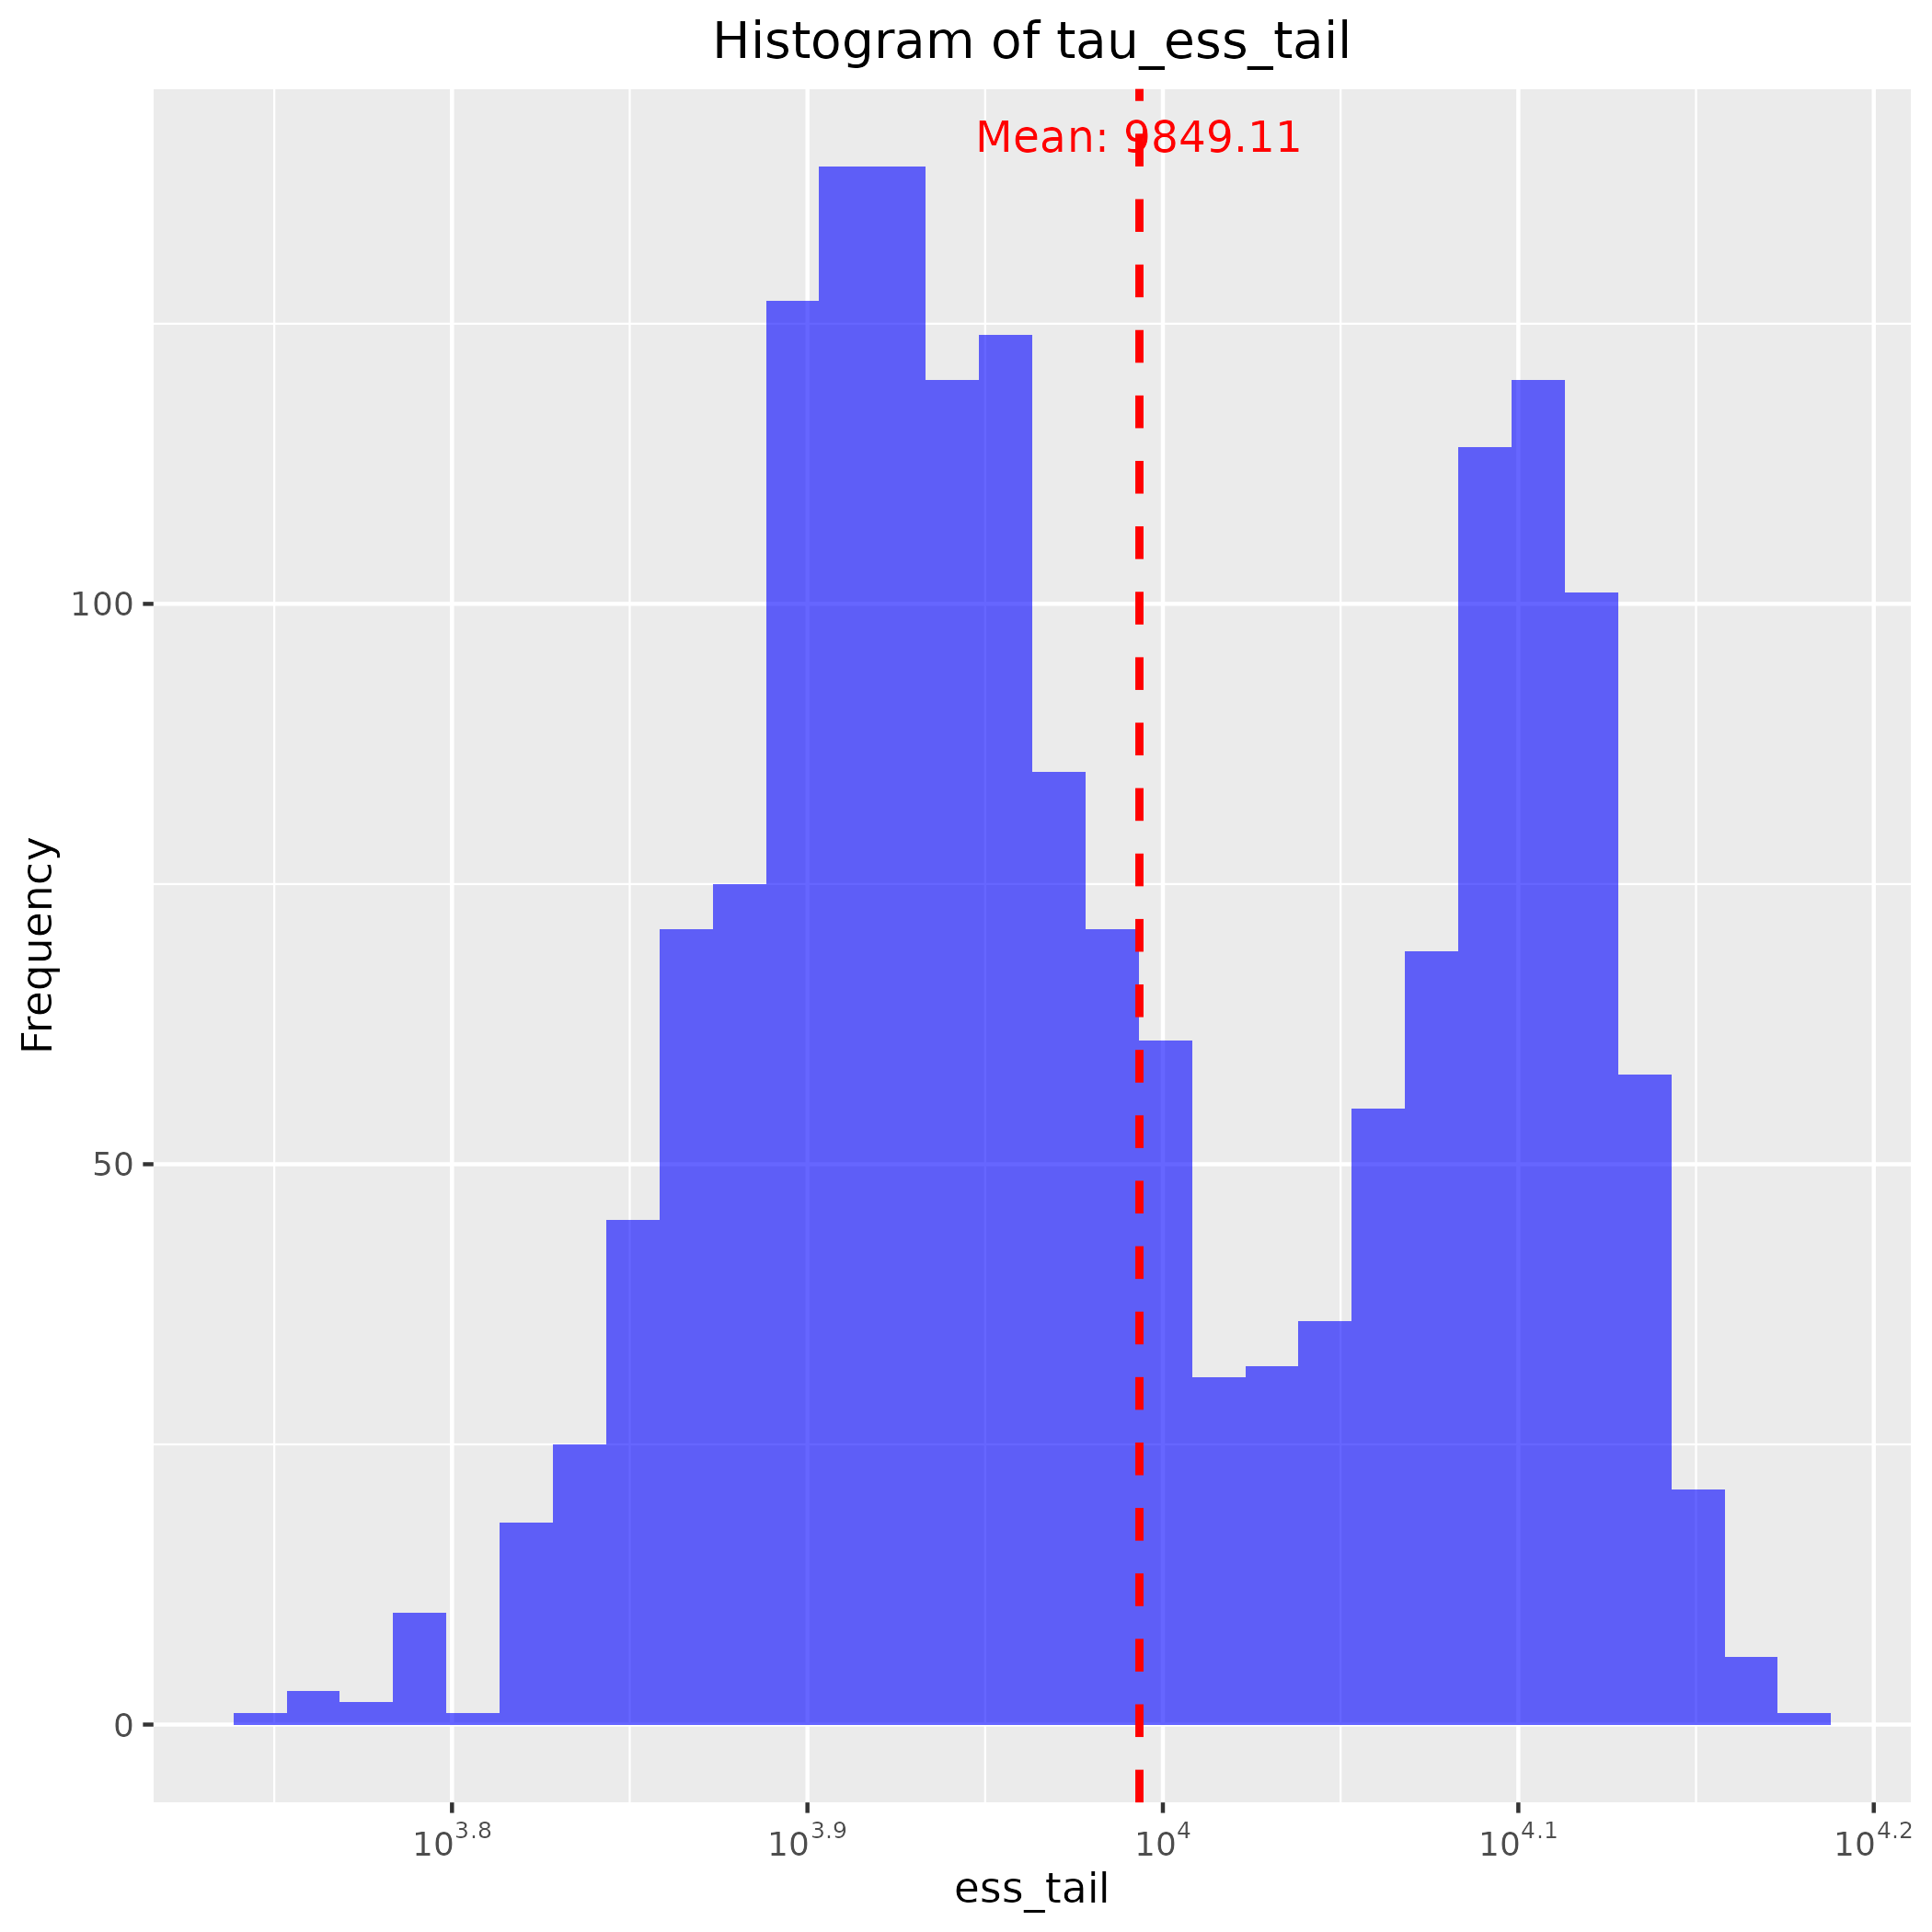 Histogram of tau_ess_tail
Mean: 9849.11
Frequency
100
50
0
10^3.8
10^3.9
10^4
10^4.1
10^4.2
ess_tail